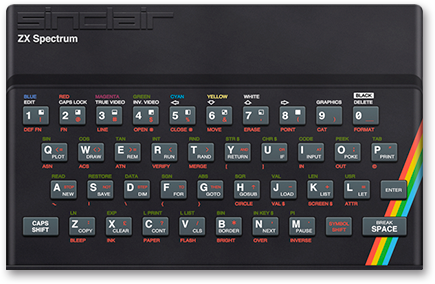 sinclair
ZX Spectrum
BLUE RED MAGENTA GREEN CYAN YELLOW WHITE BLACK
EDIT CAPS LOCK TRUE VIDEO INV. VIDEO GRAPHICS DELETE
1 2 3 4 5 6 7 8 9 0
DEF FN FN LINE OPEN # CLOSE # MOVE ERASE POINT CAT FORMAT
SIN COS TAN INT RND STR $ CHR $ CODE PEEK TAB
Q PLOT W DRAW E REM R RUN T RAND Y RETURN U IF I INPUT O POKE P PRINT
ASN ACS ATN VERIFY MERGE [ ] IN OUT ©
READ RESTORE DATA SGN ABS SQR VAL LEN USR
A NEW S SAVE D DIM F FOR G GOTO H GOSUB J LOAD K LIST L LET ENTER
CIRCLE VAL $ SCREEN $ ATTR
LN EXP L PRINT L LIST BIN IN KEY $ PI
CAPS SHIFT Z COPY X CLEAR C CONT V CLS B BORDER N NEXT M PAUSE SYMBOL SHIFT BREAK SPACE
BEEP INK PAPER FLASH BRIGHT OVER INVERSE